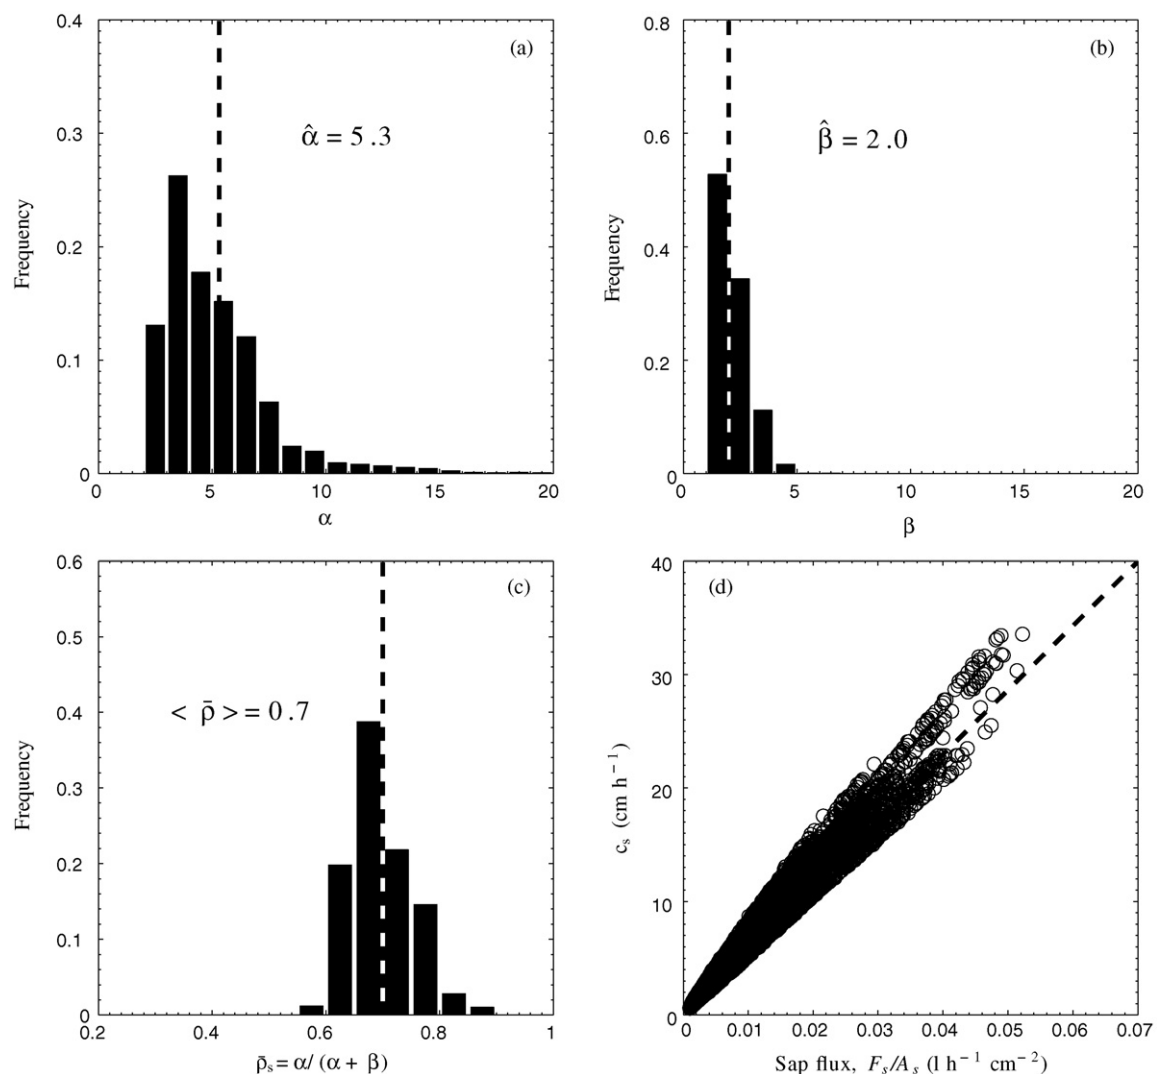 0.4
(a)
α̂ = 5 .3
0.3
0.2
0.1
0
Frequency
0 5 10 15 20
α
0.8
(b)
β̂ = 2 .0
0.6
0.4
0.2
0
Frequency
0 5 10 15 20
β
0.6
(c)
0.5
< ρ̄ > = 0 .7
0.4
0.3
0.2
0.1
0
Frequency
0.2 0.4 0.6 0.8 1
ρ̄ₛ = α/ (α + β)
40
(d)
30
20
10
0
cₛ (cm h⁻¹)
0 0.01 0.02 0.03 0.04 0.05 0.06 0.07
Sap flux, Fₛ/Aₛ (l h⁻¹ cm⁻²)